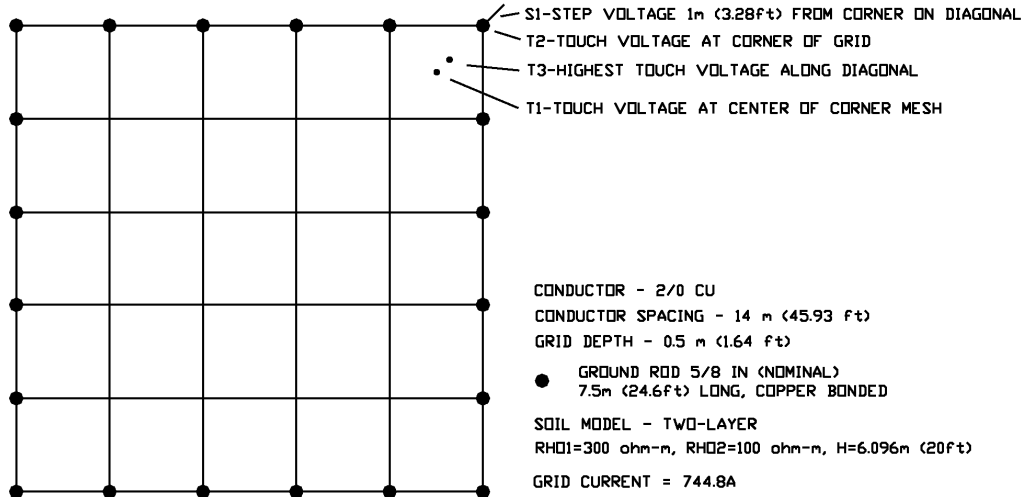 S1-STEP VOLTAGE 1m (3.28ft) FROM CORNER ON DIAGONAL
T2-TOUCH VOLTAGE AT CORNER OF GRID
T3-HIGHEST TOUCH VOLTAGE ALONG DIAGONAL
T1-TOUCH VOLTAGE AT CENTER OF CORNER MESH
CONDUCTOR - 2/0 CU
CONDUCTOR SPACING - 14 m (45.93 ft)
GRID DEPTH - 0.5 m (1.64 ft)
GROUND ROD 5/8 IN (NOMINAL)
7.5m (24.6ft) LONG, COPPER BONDED
SOIL MODEL - TWO-LAYER
RHO1=300 ohm-m, RHO2=100 ohm-m, H=6.096m (20ft)
GRID CURRENT = 744.8A